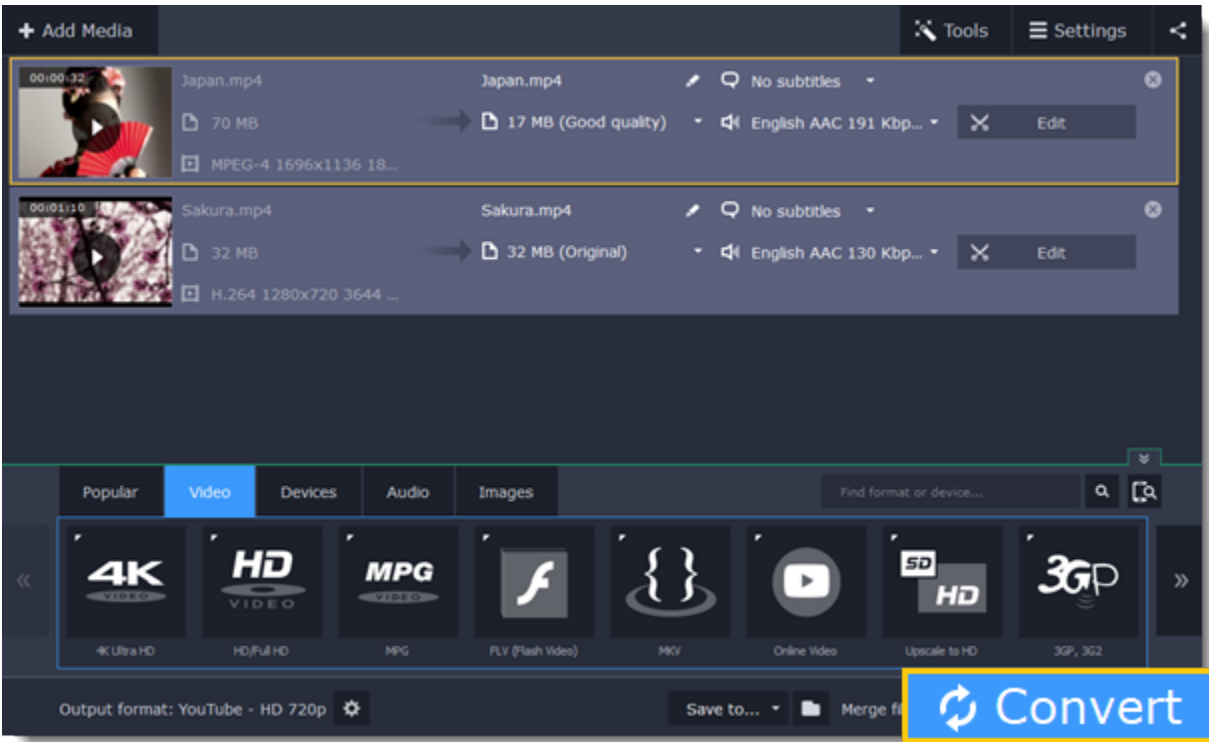 Add Media
Tools
Settings
00:00:32
Japan.mp4
Japan.mp4
No subtitles
70 MB
17 MB (Good quality)
English AAC 191 Kbp...
Edit
MPEG-4 1696x1136 18...
00:01:10
Sakura.mp4
Sakura.mp4
No subtitles
32 MB
32 MB (Original)
English AAC 130 Kbp...
Edit
H.264 1280x720 3644 ...
Popular
Video
Devices
Audio
Images
Find format or device...
4K VIDEO
HD VIDEO
MPG VIDEO
SD HD
3GP
4K Ultra HD
HD/Full HD
MPG
FLV (Flash Video)
MKV
Online Video
Upscale to HD
3GP, 3G2
Output format: YouTube - HD 720p
Save to...
Merge
Convert